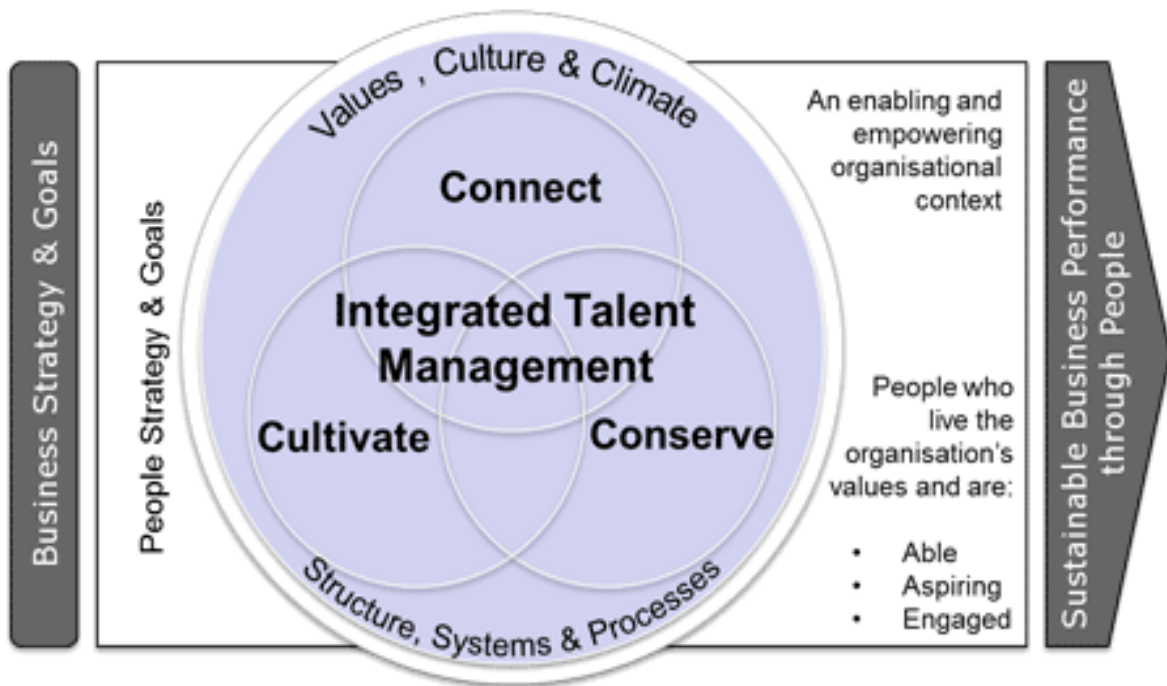 Business Strategy & Goals
People Strategy & Goals
Values , Culture & Climate
Connect
Integrated Talent
Management
Cultivate
Conserve
Structure, Systems & Processes
An enabling and
empowering
organisational
context
People who
live the
organisation's
values and are:
• Able
• Aspiring
• Engaged
Sustainable Business Performance
through People